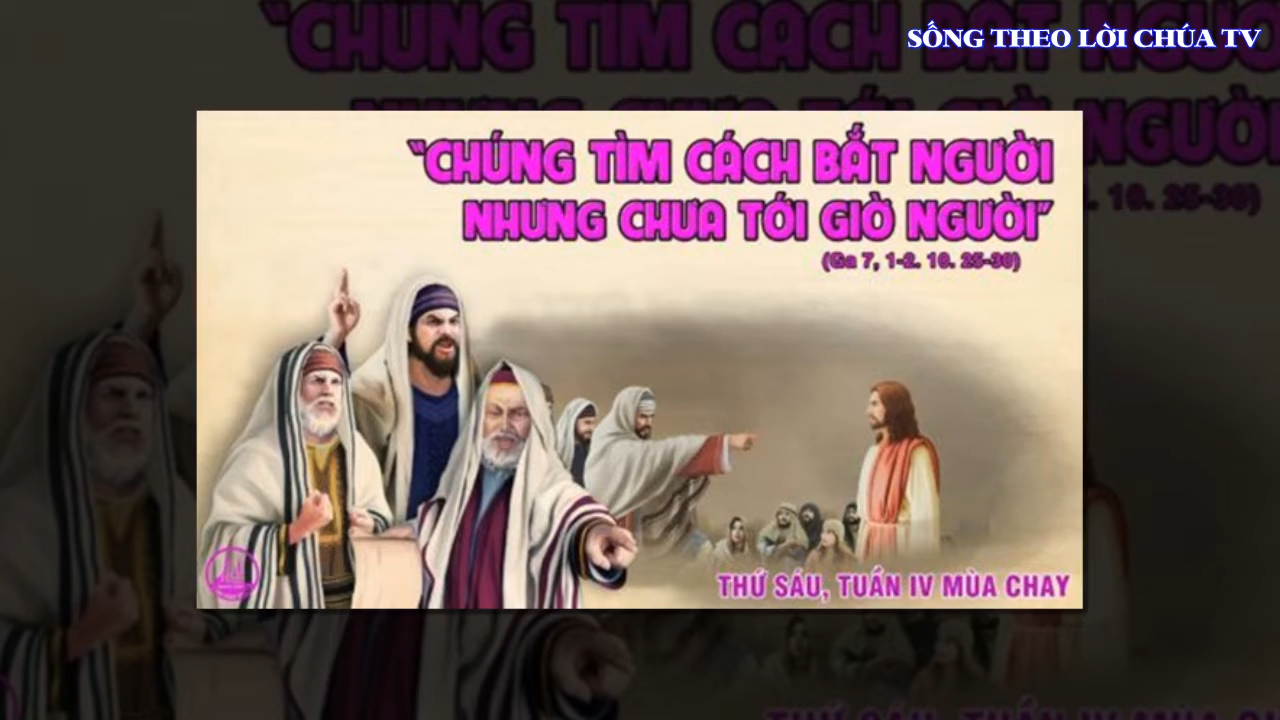 SỐNG THEO LỜI CHÚA TV
“CHÚNG TÌM CÁCH BẮT NGƯỜI
NHƯNG CHƯA TỚI GIỜ NGƯỜI”
(Ga 7, 1-2. 10. 25-30)
THỨ SÁU, TUẦN IV MÙA CHAY